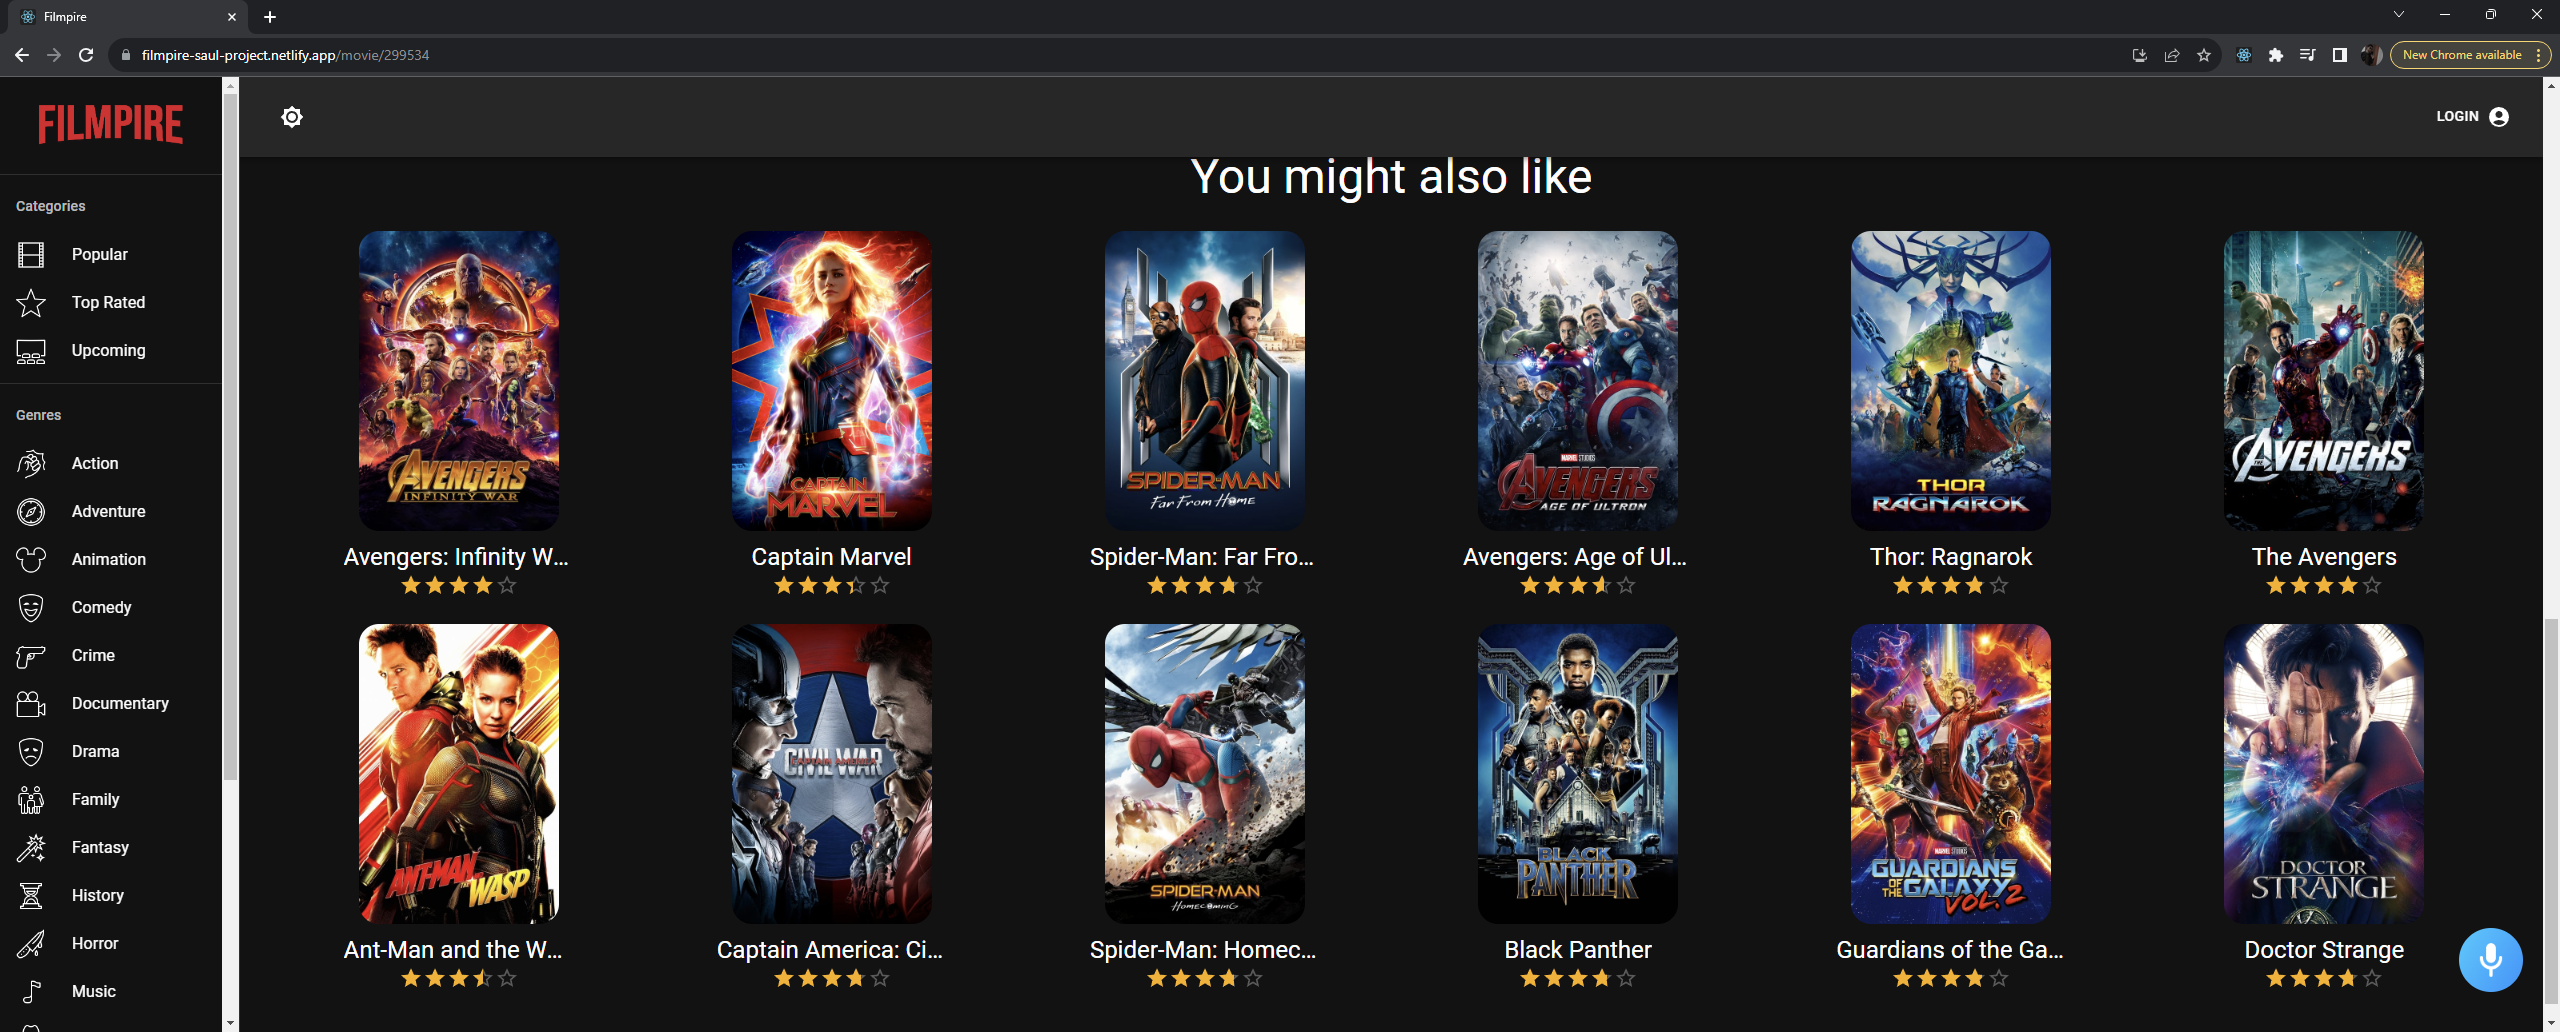 Filmpire
filmpire-saul-project.netlify.app/movie/299534
New Chrome available
FILMPIRE
LOGIN
Categories
Popular
Top Rated
Upcoming
Genres
Action
Adventure
Animation
Comedy
Crime
Documentary
Drama
Family
Fantasy
History
Horror
Music
You might also like
AVENGERS
INFINITY WAR
CAPTAIN
MARVEL
SPIDER-MAN
Far From Home
MARVEL STUDIOS
AVENGERS
AGE OF ULTRON
THOR
RAGNAROK
THE AVENGERS
Avengers: Infinity W...
Captain Marvel
Spider-Man: Far Fro...
Avengers: Age of Ul...
Thor: Ragnarok
The Avengers
ANT-MAN
AND THE WASP
CAPTAIN AMERICA
CIVIL WAR
SPIDER-MAN
HOMECOMING
BLACK
PANTHER
MARVEL STUDIOS
GUARDIANS
OF THE GALAXY
VOL. 2
DOCTOR
STRANGE
Ant-Man and the W...
Captain America: Ci...
Spider-Man: Homec...
Black Panther
Guardians of the Ga...
Doctor Strange